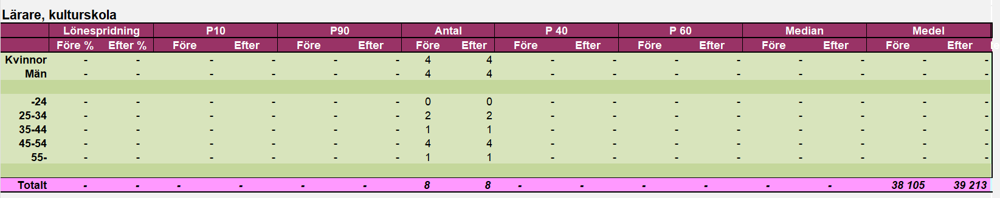 Lärare, kulturskola
Lönespridning P10 P90 Antal P 40 P 60 Median Medel
Före % Efter % Före Efter Före Efter Före Efter Före Efter Före Efter Före Efter Före Efter
Kvinnor - - - - - - 4 4 - - - - - - - -
Män - - - - - - 4 4 - - - - - - - -
-24 - - - - - - 0 0 - - - - - - - -
25-34 - - - - - - 2 2 - - - - - - - -
35-44 - - - - - - 1 1 - - - - - - - -
45-54 - - - - - - 4 4 - - - - - - - -
55- - - - - - - 1 1 - - - - - - - -
Totalt - - - - - - 8 8 - - - - - - 38 105 39 213